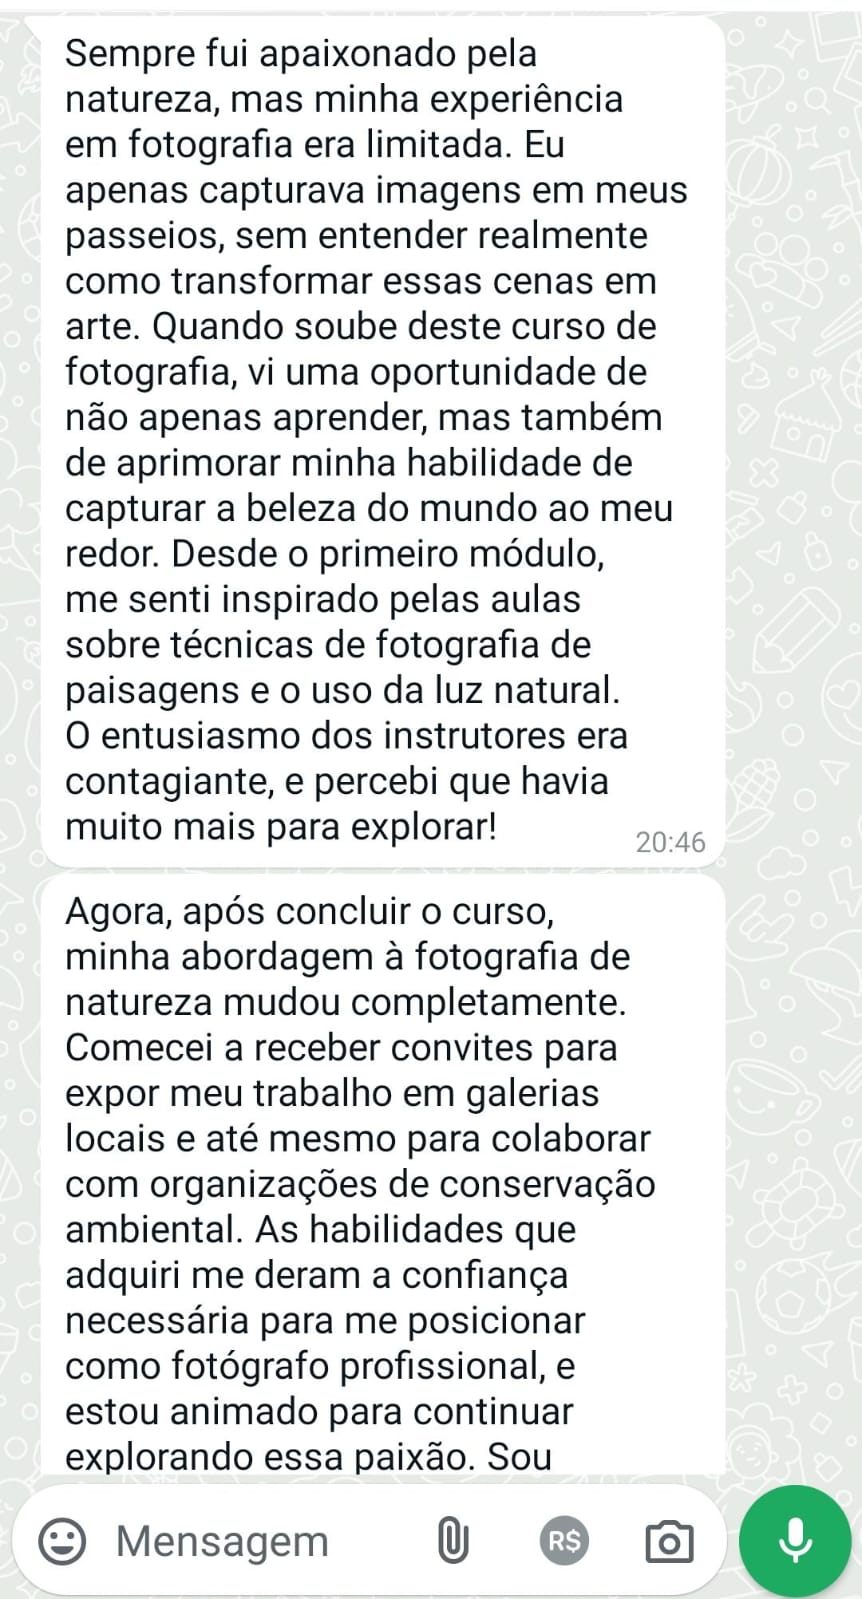 Sempre fui apaixonado pela
natureza, mas minha experiência
em fotografia era limitada. Eu
apenas capturava imagens em meus
passeios, sem entender realmente
como transformar essas cenas em
arte. Quando soube deste curso de
fotografia, vi uma oportunidade de
não apenas aprender, mas também
de aprimorar minha habilidade de
capturar a beleza do mundo ao meu
redor. Desde o primeiro módulo,
me senti inspirado pelas aulas
sobre técnicas de fotografia de
paisagens e o uso da luz natural.
O entusiasmo dos instrutores era
contagiante, e percebi que havia
muito mais para explorar!
20:46
Agora, após concluir o curso,
minha abordagem à fotografia de
natureza mudou completamente.
Comecei a receber convites para
expor meu trabalho em galerias
locais e até mesmo para colaborar
com organizações de conservação
ambiental. As habilidades que
adquiri me deram a confiança
necessária para me posicionar
como fotógrafo profissional, e
estou animado para continuar
explorando essa paixão. Sou
Mensagem
R$